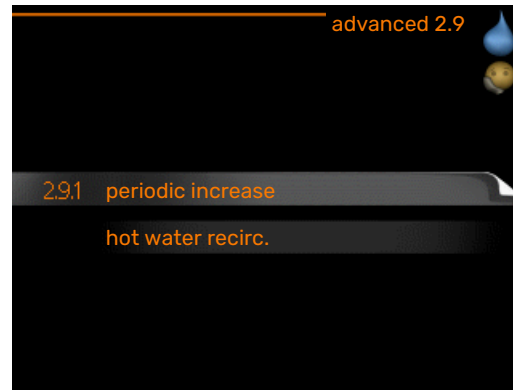 advanced 2.9
2.9.1 periodic increase
hot water recirc.